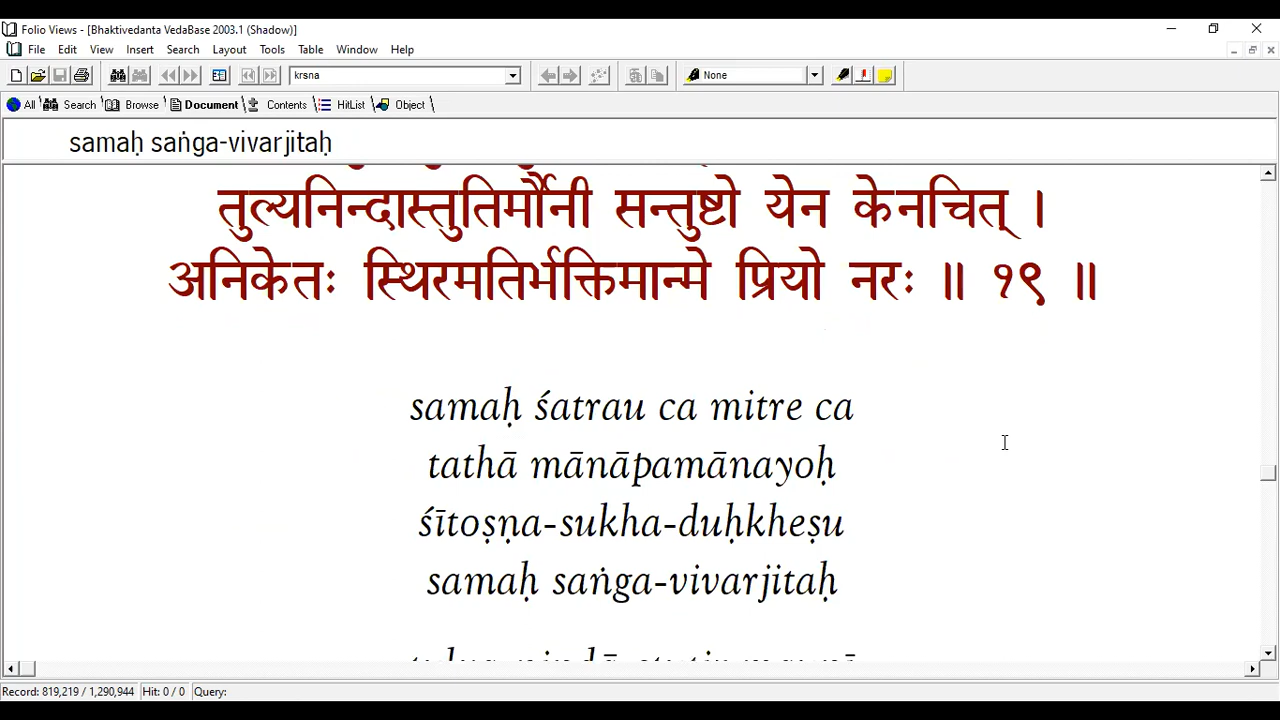 Folio Views - [Bhaktivedanta VedaBase 2003.1 (Shadow)]
File Edit View Insert Search Layout Tools Table Window Help
krsna None
All Search Browse Document Contents HitList Object
samaḥ saṅga-vivarjitaḥ
तुल्यनिन्दास्तुतिर्मौनी सन्तुष्टो येन केनचित् ।
अनिकेतः स्थिरमतिर्भक्तिमान्मे प्रियो नरः ॥ १९ ॥
samaḥ śatrau ca mitre ca
tathā mānāpamānayoḥ
śītoṣṇa-sukha-duḥkheṣu
samaḥ saṅga-vivarjitaḥ
Record: 819,219 / 1,290,944 Hit: 0 / 0 Query: